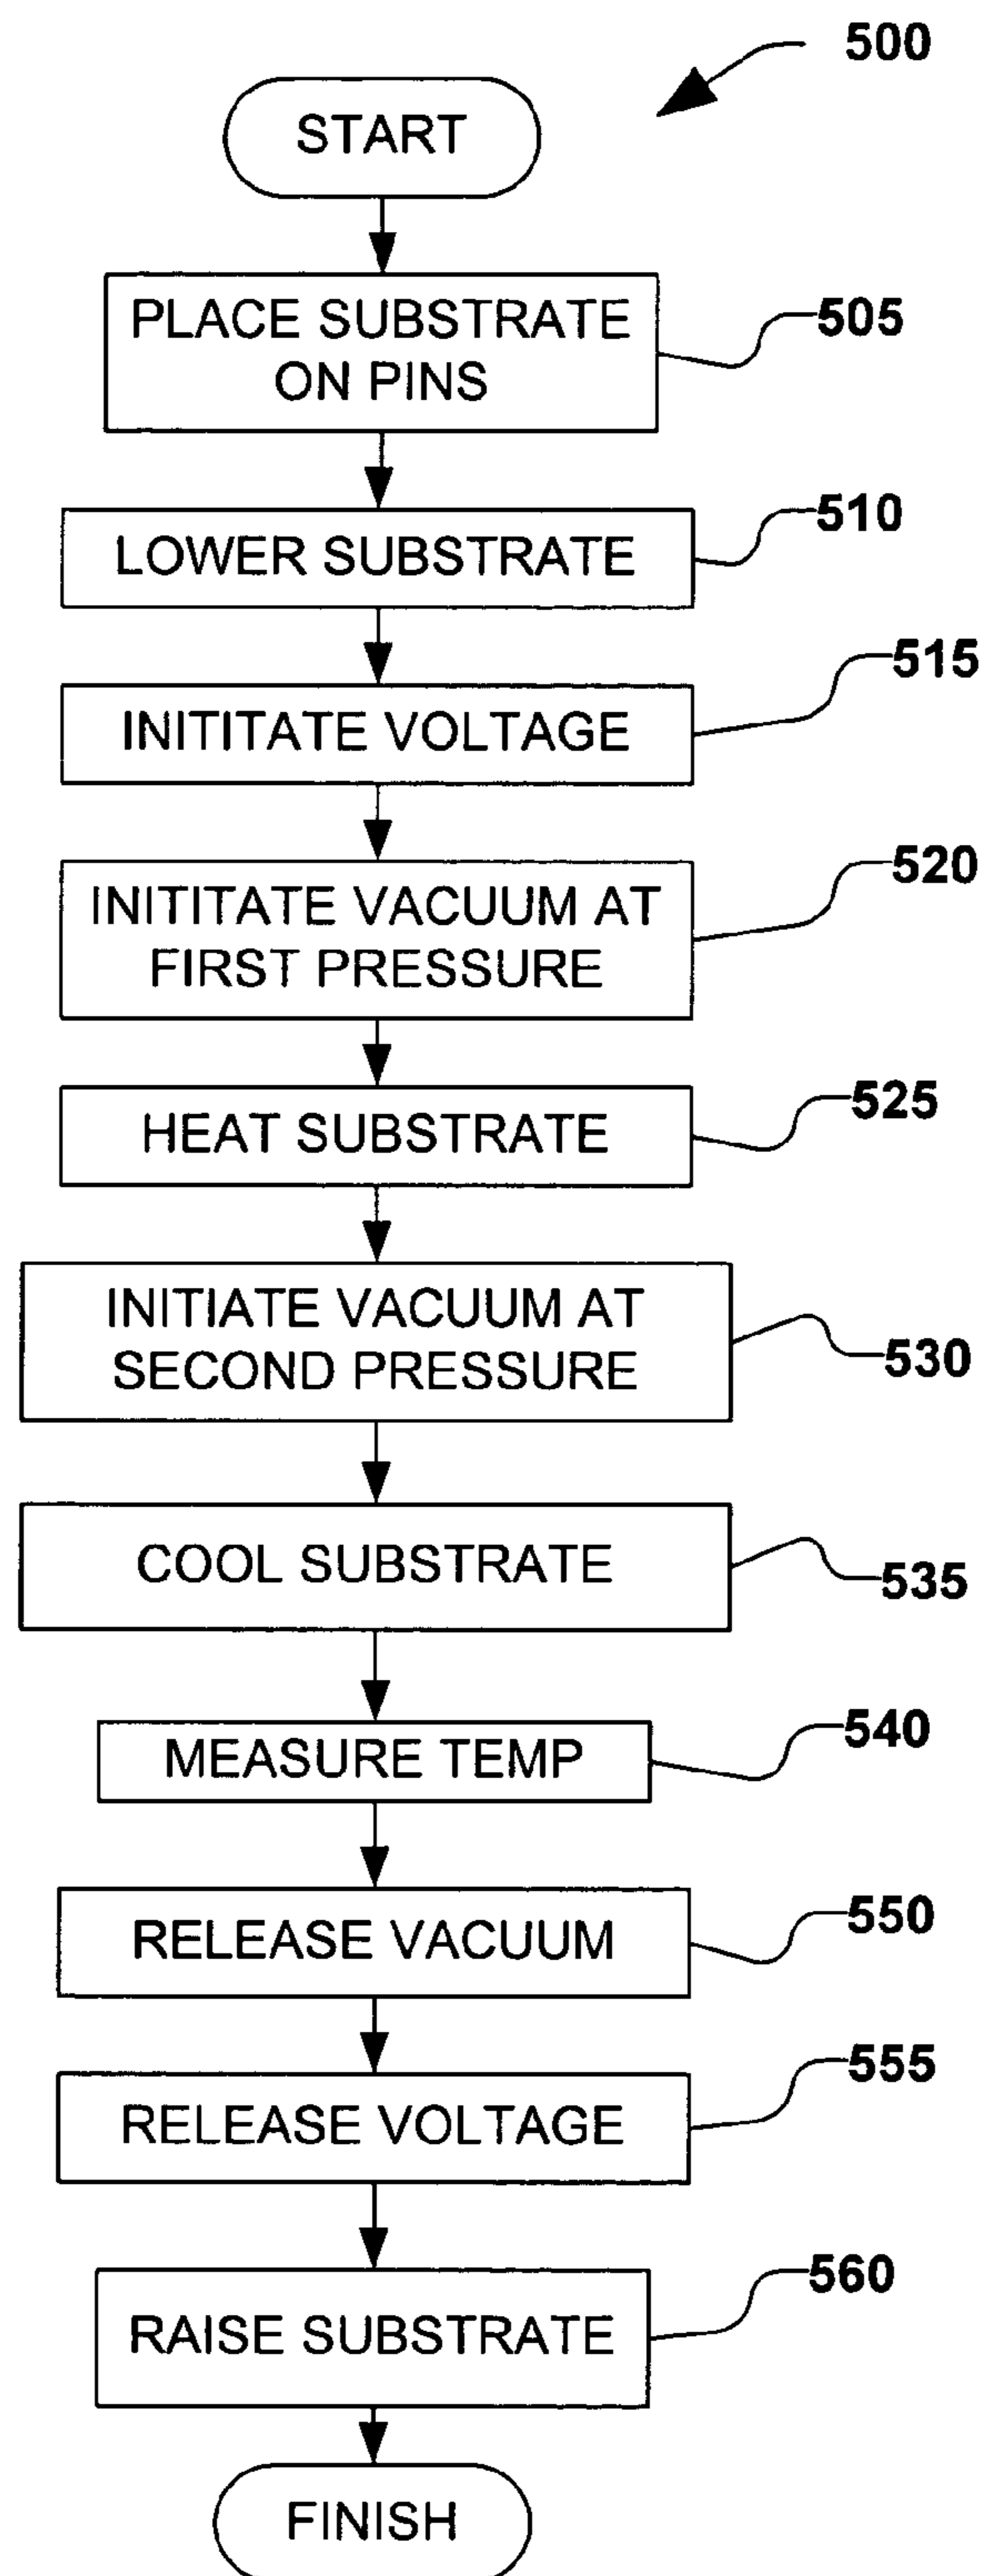 500
START
PLACE SUBSTRATE
ON PINS
505
LOWER SUBSTRATE
510
INITITATE VOLTAGE
515
INITITATE VACUUM AT
FIRST PRESSURE
520
HEAT SUBSTRATE
525
INITIATE VACUUM AT
SECOND PRESSURE
530
COOL SUBSTRATE
535
MEASURE TEMP
540
RELEASE VACUUM
550
RELEASE VOLTAGE
555
RAISE SUBSTRATE
560
FINISH